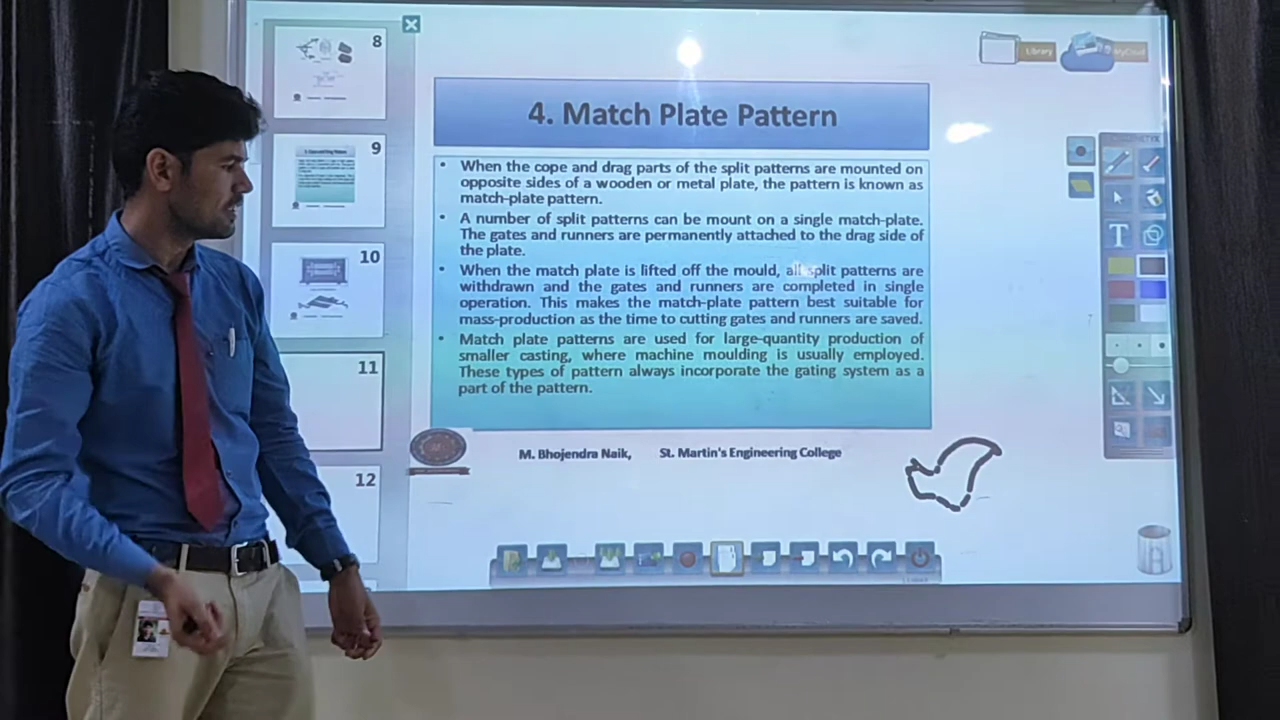 8
9
10
11
12
Library
MyCloud
4. Match Plate Pattern
• When the cope and drag parts of the split patterns are mounted on
opposite sides of a wooden or metal plate, the pattern is known as
match-plate pattern.
• A number of split patterns can be mount on a single match-plate.
The gates and runners are permanently attached to the drag side of
the plate.
• When the match plate is lifted off the mould, all split patterns are
withdrawn and the gates and runners are completed in single
operation. This makes the match-plate pattern best suitable for
mass-production as the time to cutting gates and runners are saved.
• Match plate patterns are used for large-quantity production of
smaller casting, where machine moulding is usually employed.
These types of pattern always incorporate the gating system as a
part of the pattern.
M. Bhojendra Naik, St. Martin's Engineering College
T